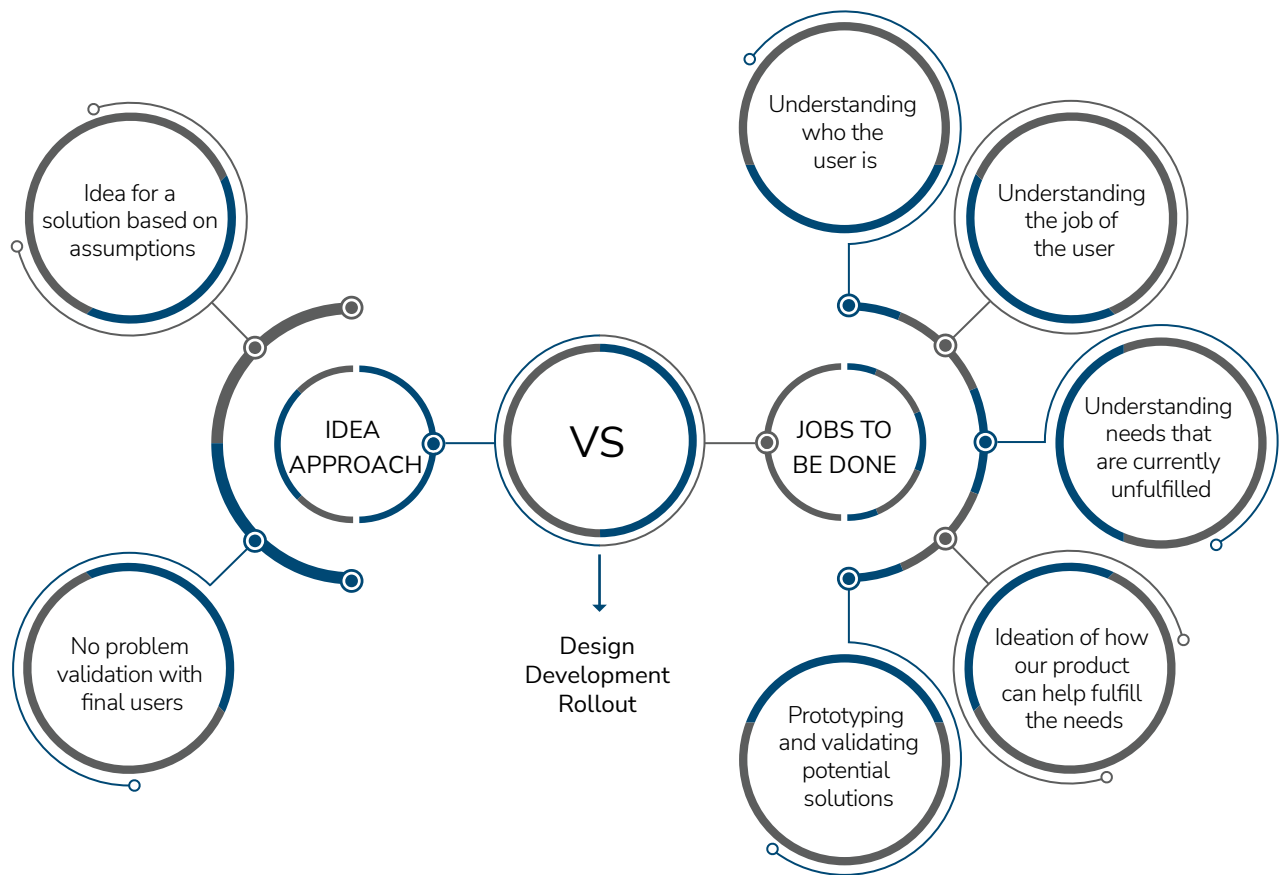 Idea for a
solution based on
assumptions
No problem
validation with
final users
IDEA
APPROACH
VS
Design
Development
Rollout
JOBS TO
BE DONE
Understanding
who the
user is
Understanding
the job of
the user
Understanding
needs that
are currently
unfulfilled
Ideation of how
our product
can help fulfill
the needs
Prototyping
and validating
potential
solutions